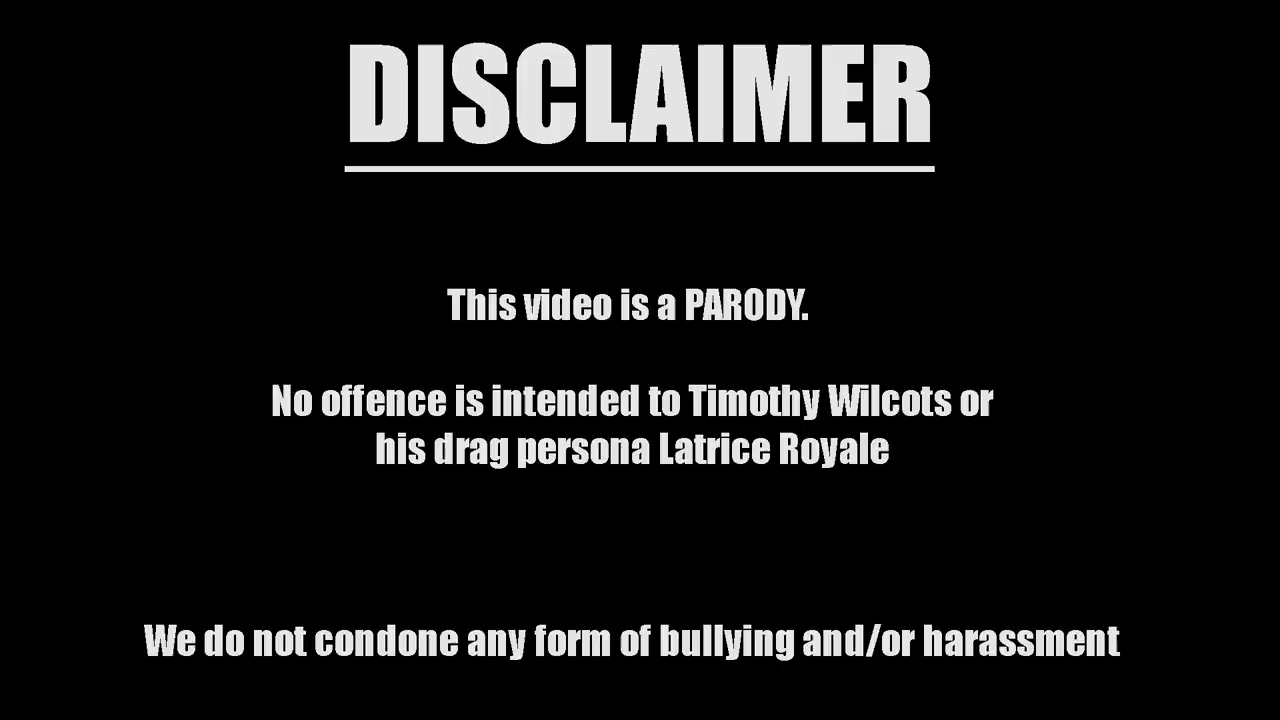 DISCLAIMER
This video is a PARODY.
No offence is intended to Timothy Wilcots or
his drag persona Latrice Royale
We do not condone any form of bullying and/or harassment